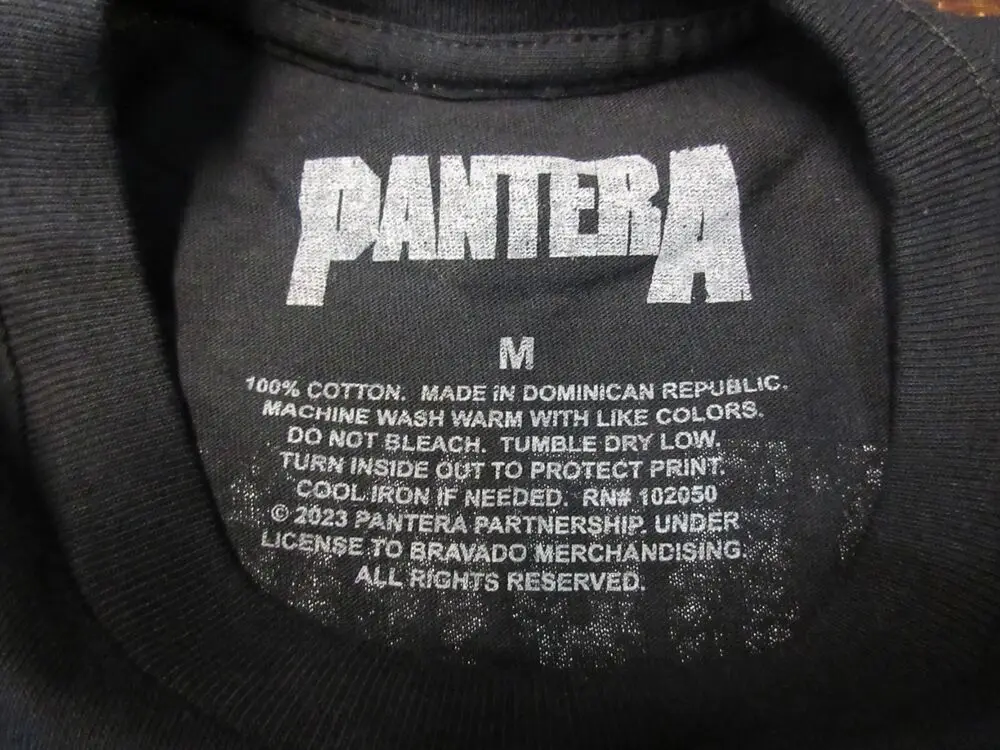 PANTERA
M
100% COTTON. MADE IN DOMINICAN REPUBLIC.
MACHINE WASH WARM WITH LIKE COLORS.
DO NOT BLEACH. TUMBLE DRY LOW.
TURN INSIDE OUT TO PROTECT PRINT.
COOL IRON IF NEEDED. RN# 102050
© 2023 PANTERA PARTNERSHIP. UNDER
LICENSE TO BRAVADO MERCHANDISING.
ALL RIGHTS RESERVED.